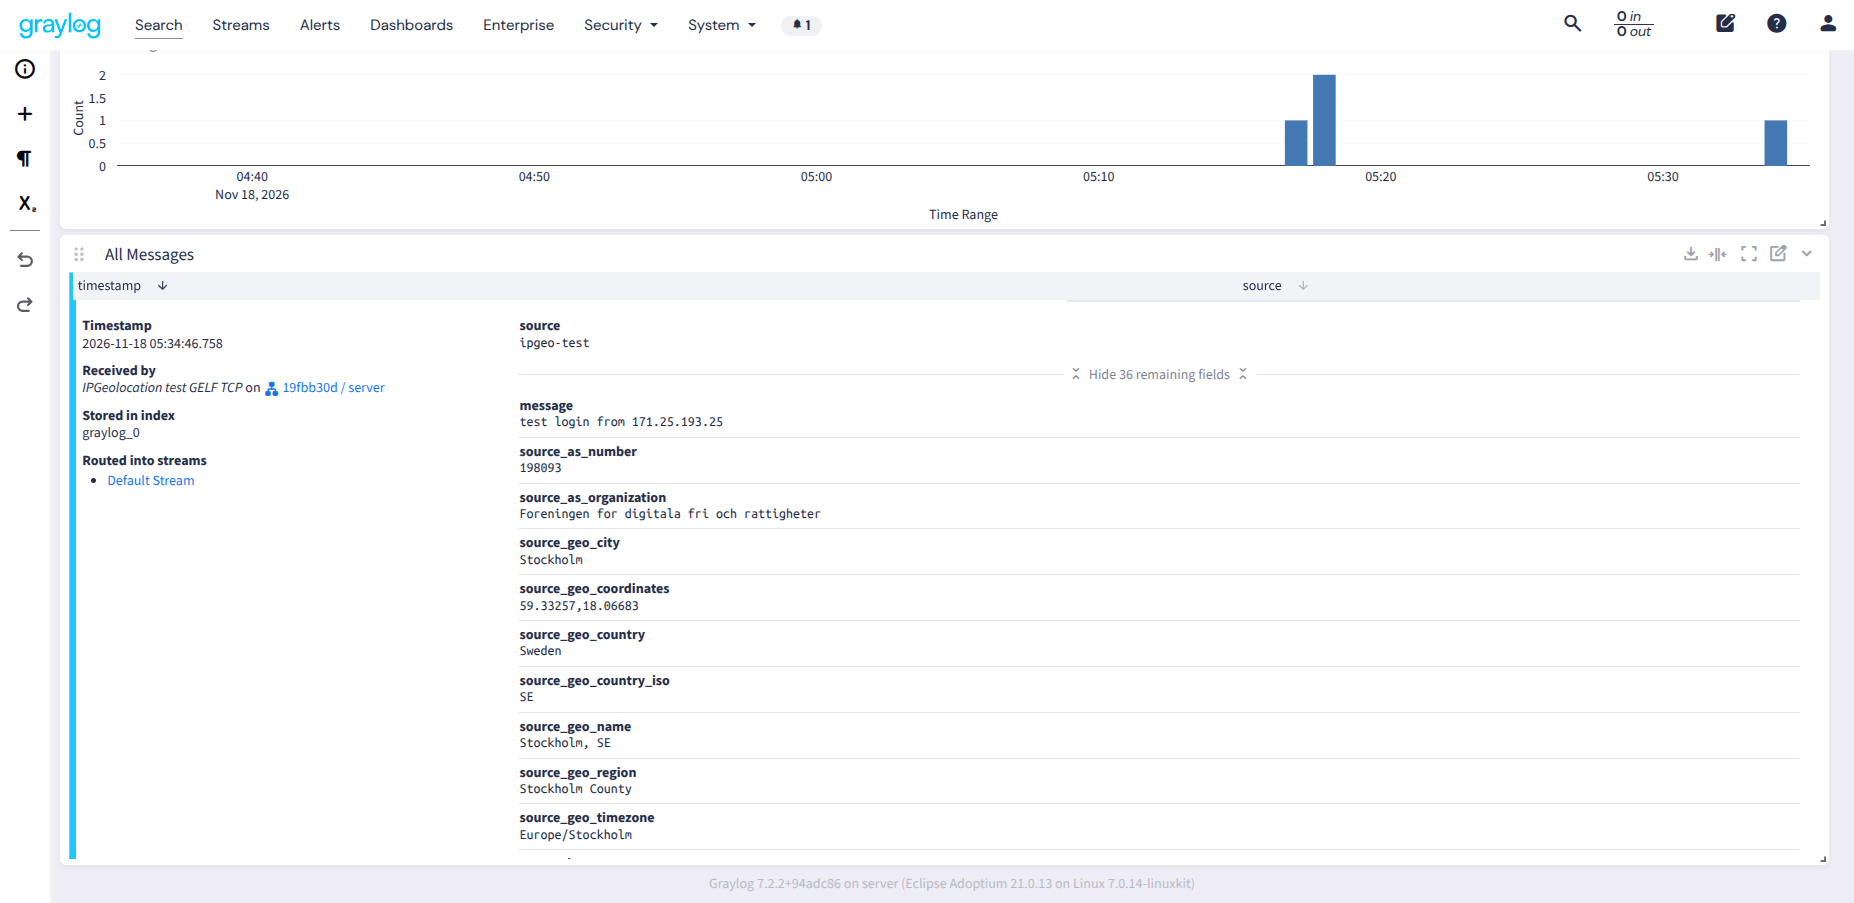 graylog
Search
Streams
Alerts
Dashboards
Enterprise
Security
System
1
0 in
0 out
Count
2
1.5
1
0.5
0
04:40
04:50
05:00
05:10
05:20
05:30
Nov 18, 2026
Time Range
All Messages
timestamp
source
Timestamp
2026-11-18 05:34:46.758
Received by
IPGeolocation test GELF TCP on 19fbb30d / server
Stored in index
graylog_0
Routed into streams
Default Stream
source
ipgeo-test
Hide 36 remaining fields
message
test login from 171.25.193.25
source_as_number
198093
source_as_organization
Foreningen for digitala fri och rattigheter
source_geo_city
Stockholm
source_geo_coordinates
59.33257,18.06683
source_geo_country
Sweden
source_geo_country_iso
SE
source_geo_name
Stockholm, SE
source_geo_region
Stockholm County
source_geo_timezone
Europe/Stockholm
Graylog 7.2.2+94adc86 on server (Eclipse Adoptium 21.0.13 on Linux 7.0.14-linuxkit)